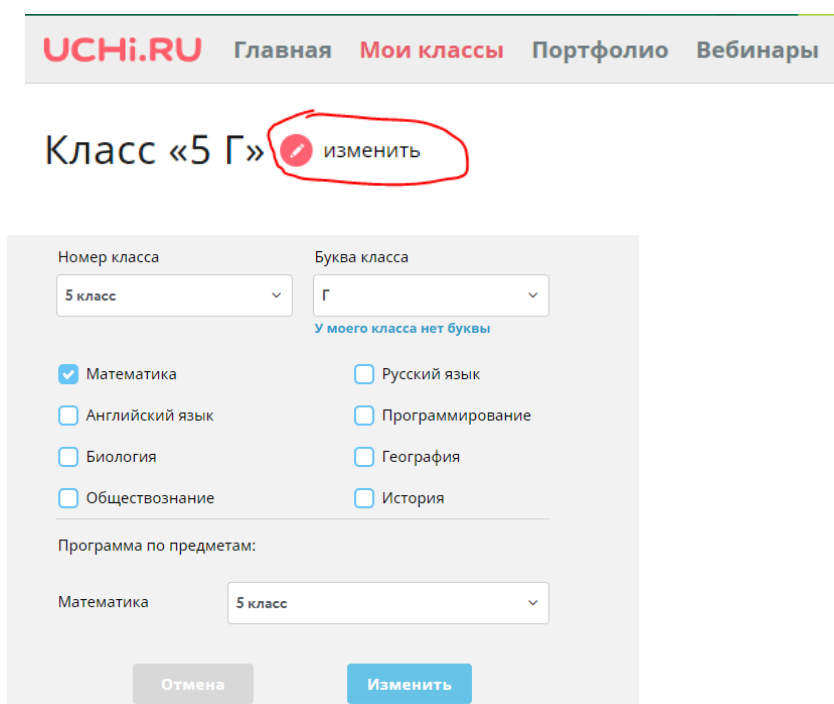 UCHi.RU Главная Мои классы Портфолио Вебинары
Класс «5 Г» изменить
Номер класса Буква класса
5 класс Г
У моего класса нет буквы
Математика Русский язык
Английский язык Программирование
Биология География
Обществознание История
Программа по предметам:
Математика 5 класс
Отмена Изменить